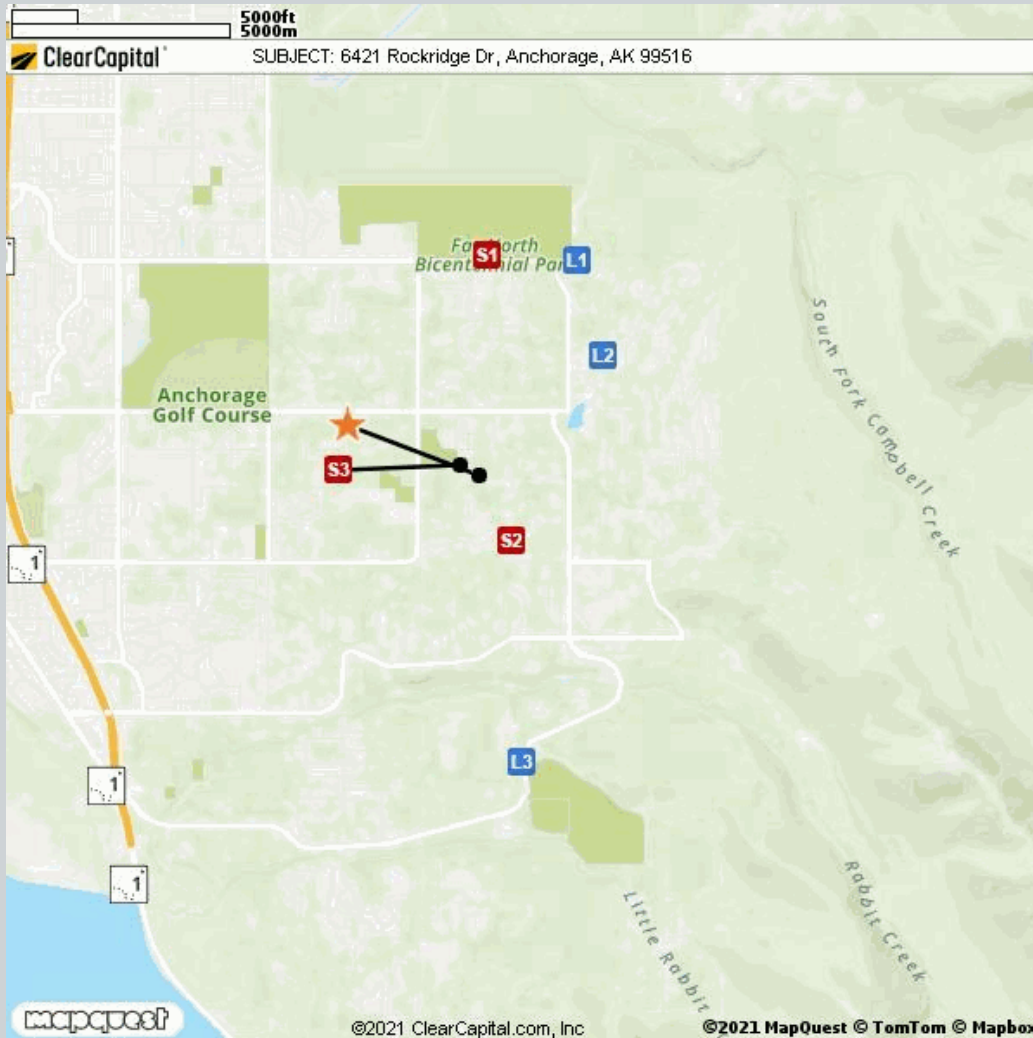 5000ft
5000m
ClearCapital
SUBJECT: 6421 Rockridge Dr, Anchorage, AK 99516
S1
Bicentennial Par
L1
L2
South Fork Campbell Creek
Anchorage
Golf Course
S3
S2
1
L3
1
1
Rabbit Creek
Little Rabbit
mapquest
©2021 ClearCapital.com, Inc
©2021 MapQuest © TomTom © Mapbox